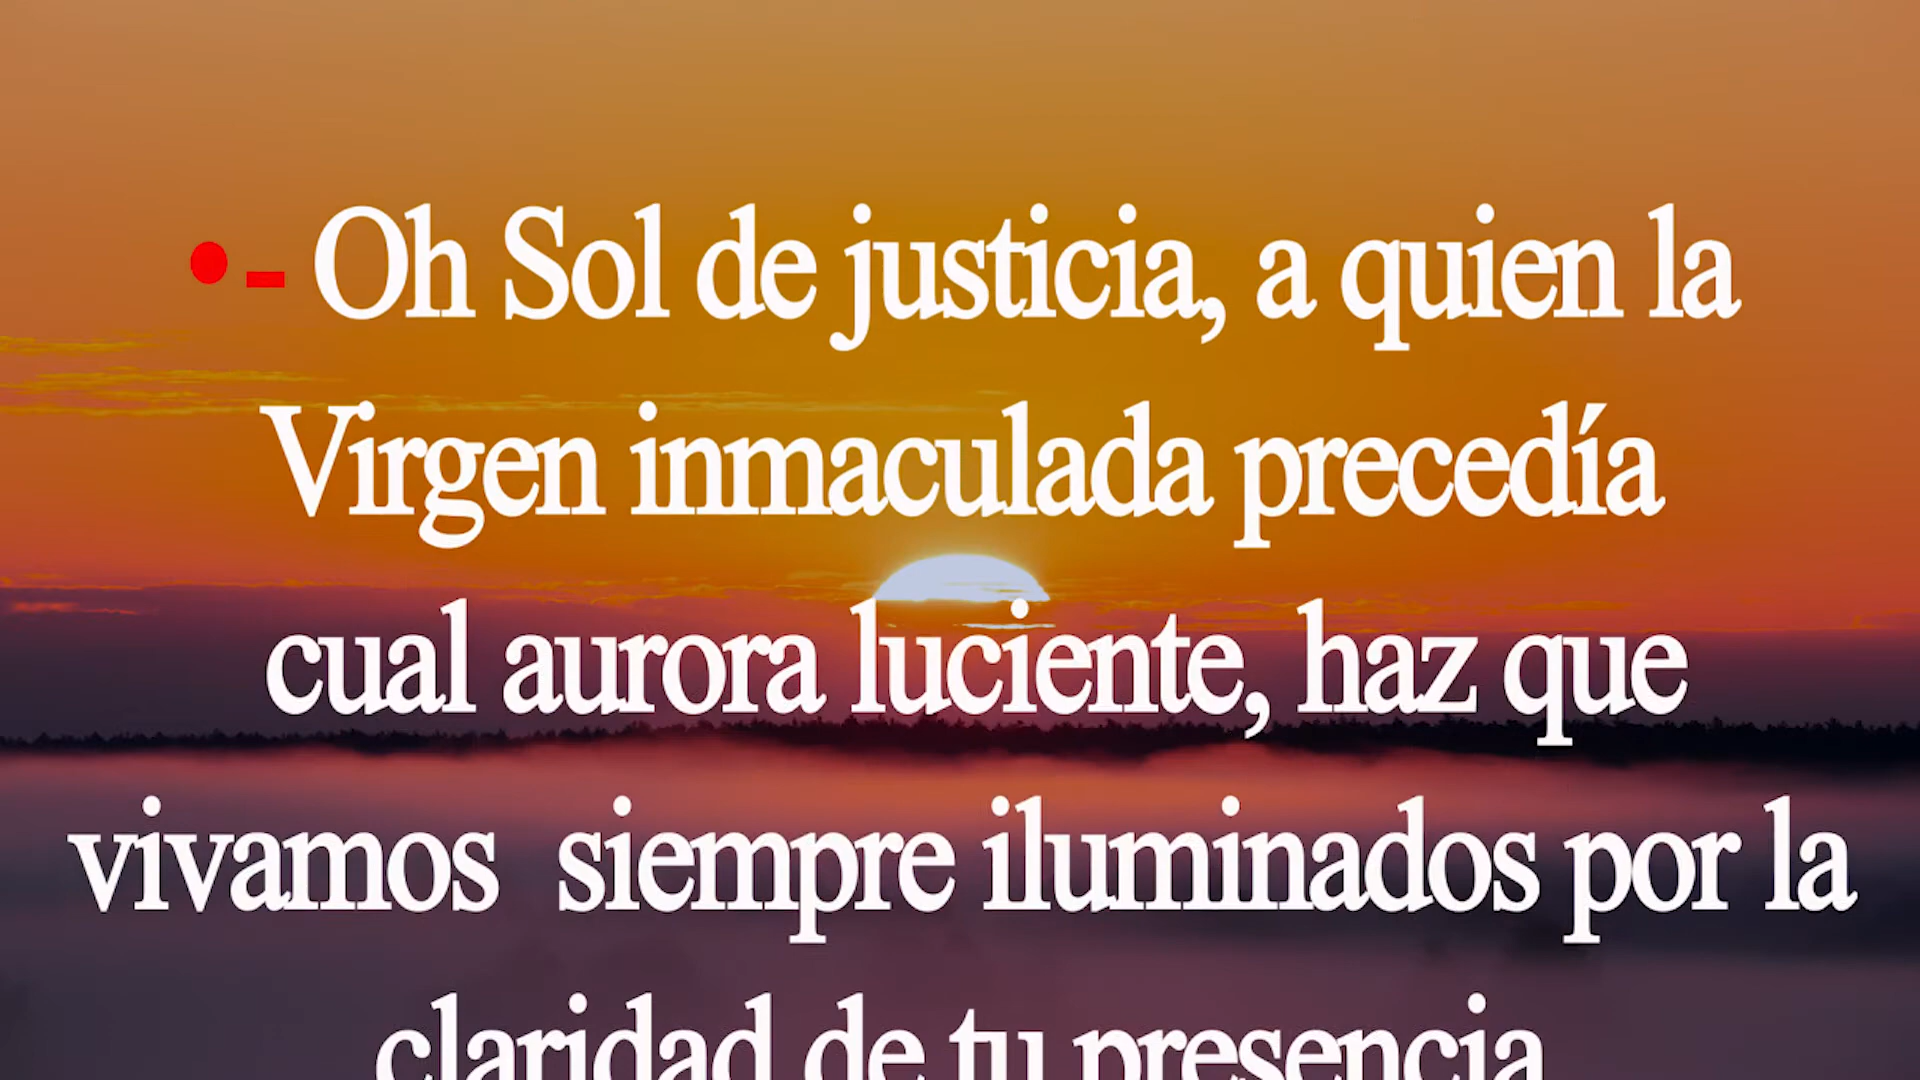 •- Oh Sol de justicia, a quien la
Virgen inmaculada precedía
cual aurora luciente, haz que
vivamos  siempre iluminados por la
claridad de tu presencia